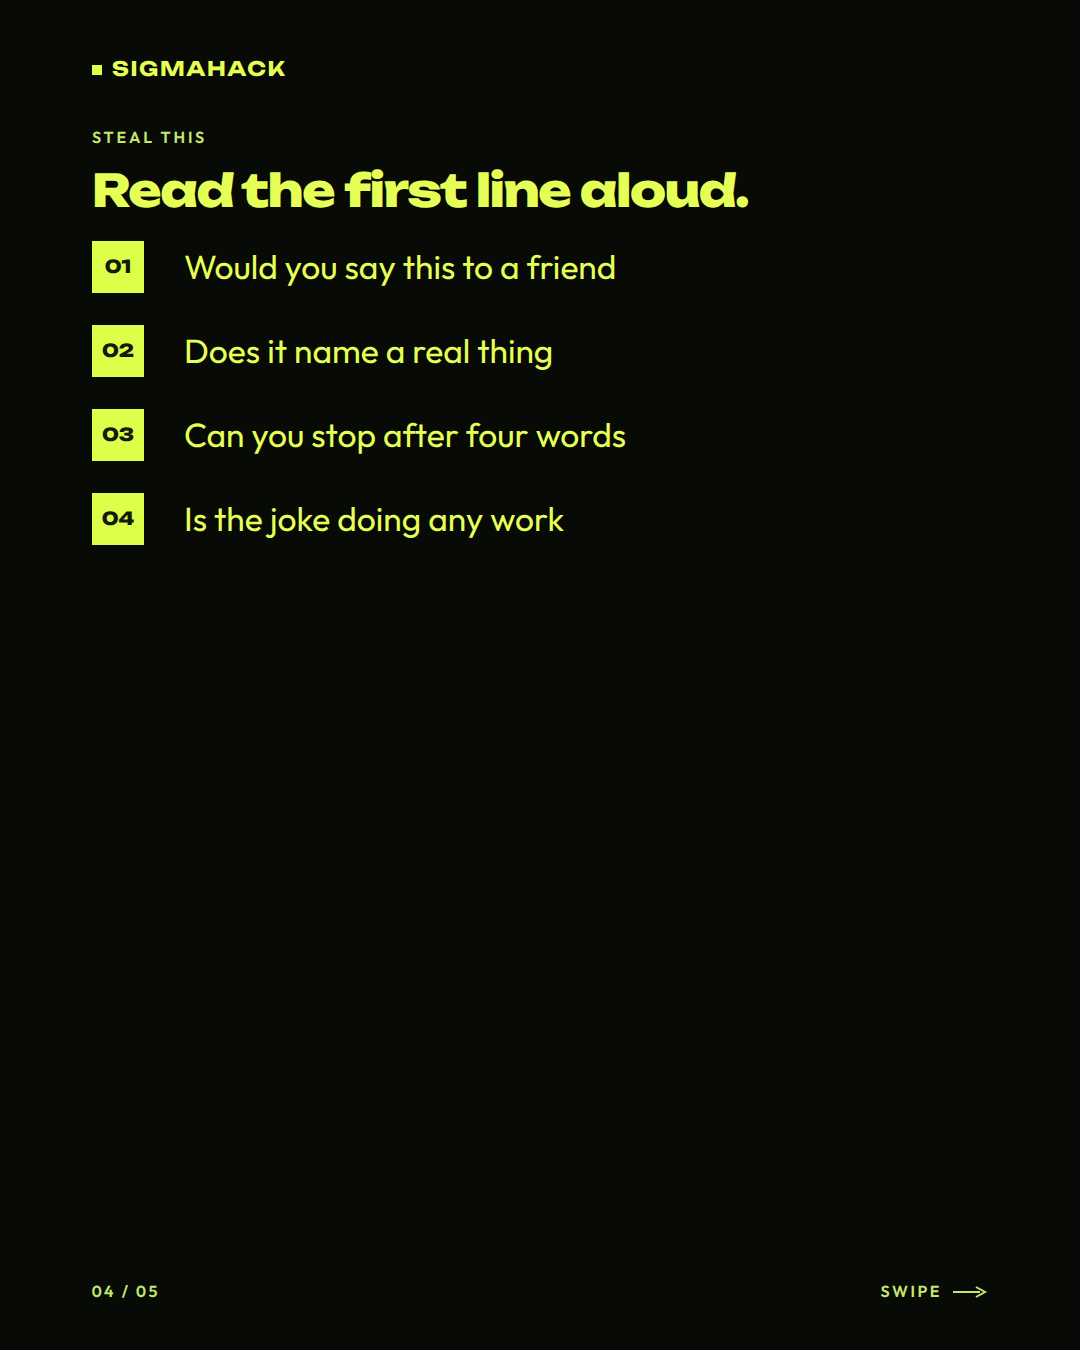 SIGMAHACK
STEAL THIS
Read the first line aloud.
01 Would you say this to a friend
02 Does it name a real thing
03 Can you stop after four words
04 Is the joke doing any work
04 / 05
SWIPE